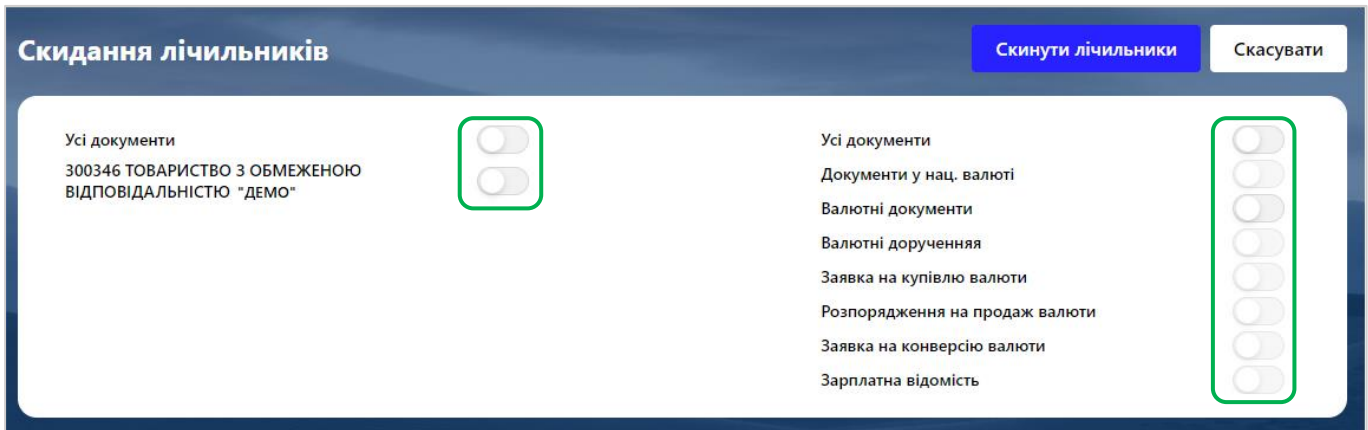 Скидання лічильників
Скинути лічильники
Скасувати
Усі документи
300346 ТОВАРИСТВО З ОБМЕЖЕНОЮ
ВІДПОВІДАЛЬНІСТЮ "ДЕМО"
Усі документи
Документи у нац. валюті
Валютні документи
Валютні дорученняя
Заявка на купівлю валюти
Розпорядження на продаж валюти
Заявка на конверсію валюти
Зарплатна відомість